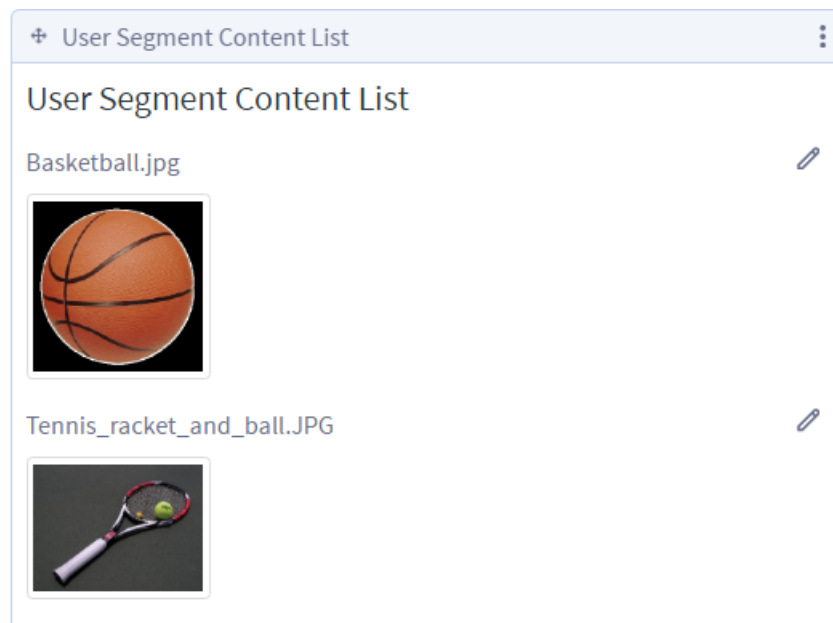 User Segment Content List
User Segment Content List
Basketball.jpg
Tennis_racket_and_ball.JPG